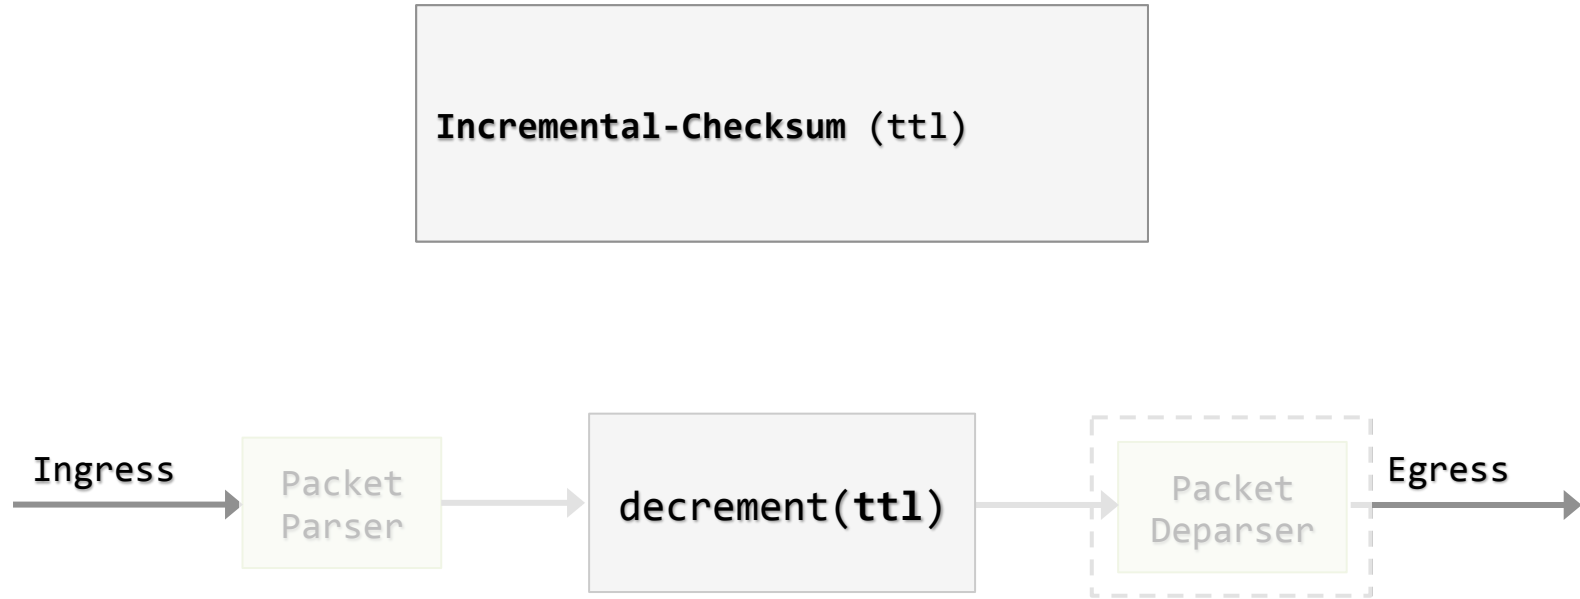 Incremental-Checksum (ttl)
Ingress
Packet
Parser
decrement(ttl)
Packet
Deparser
Egress